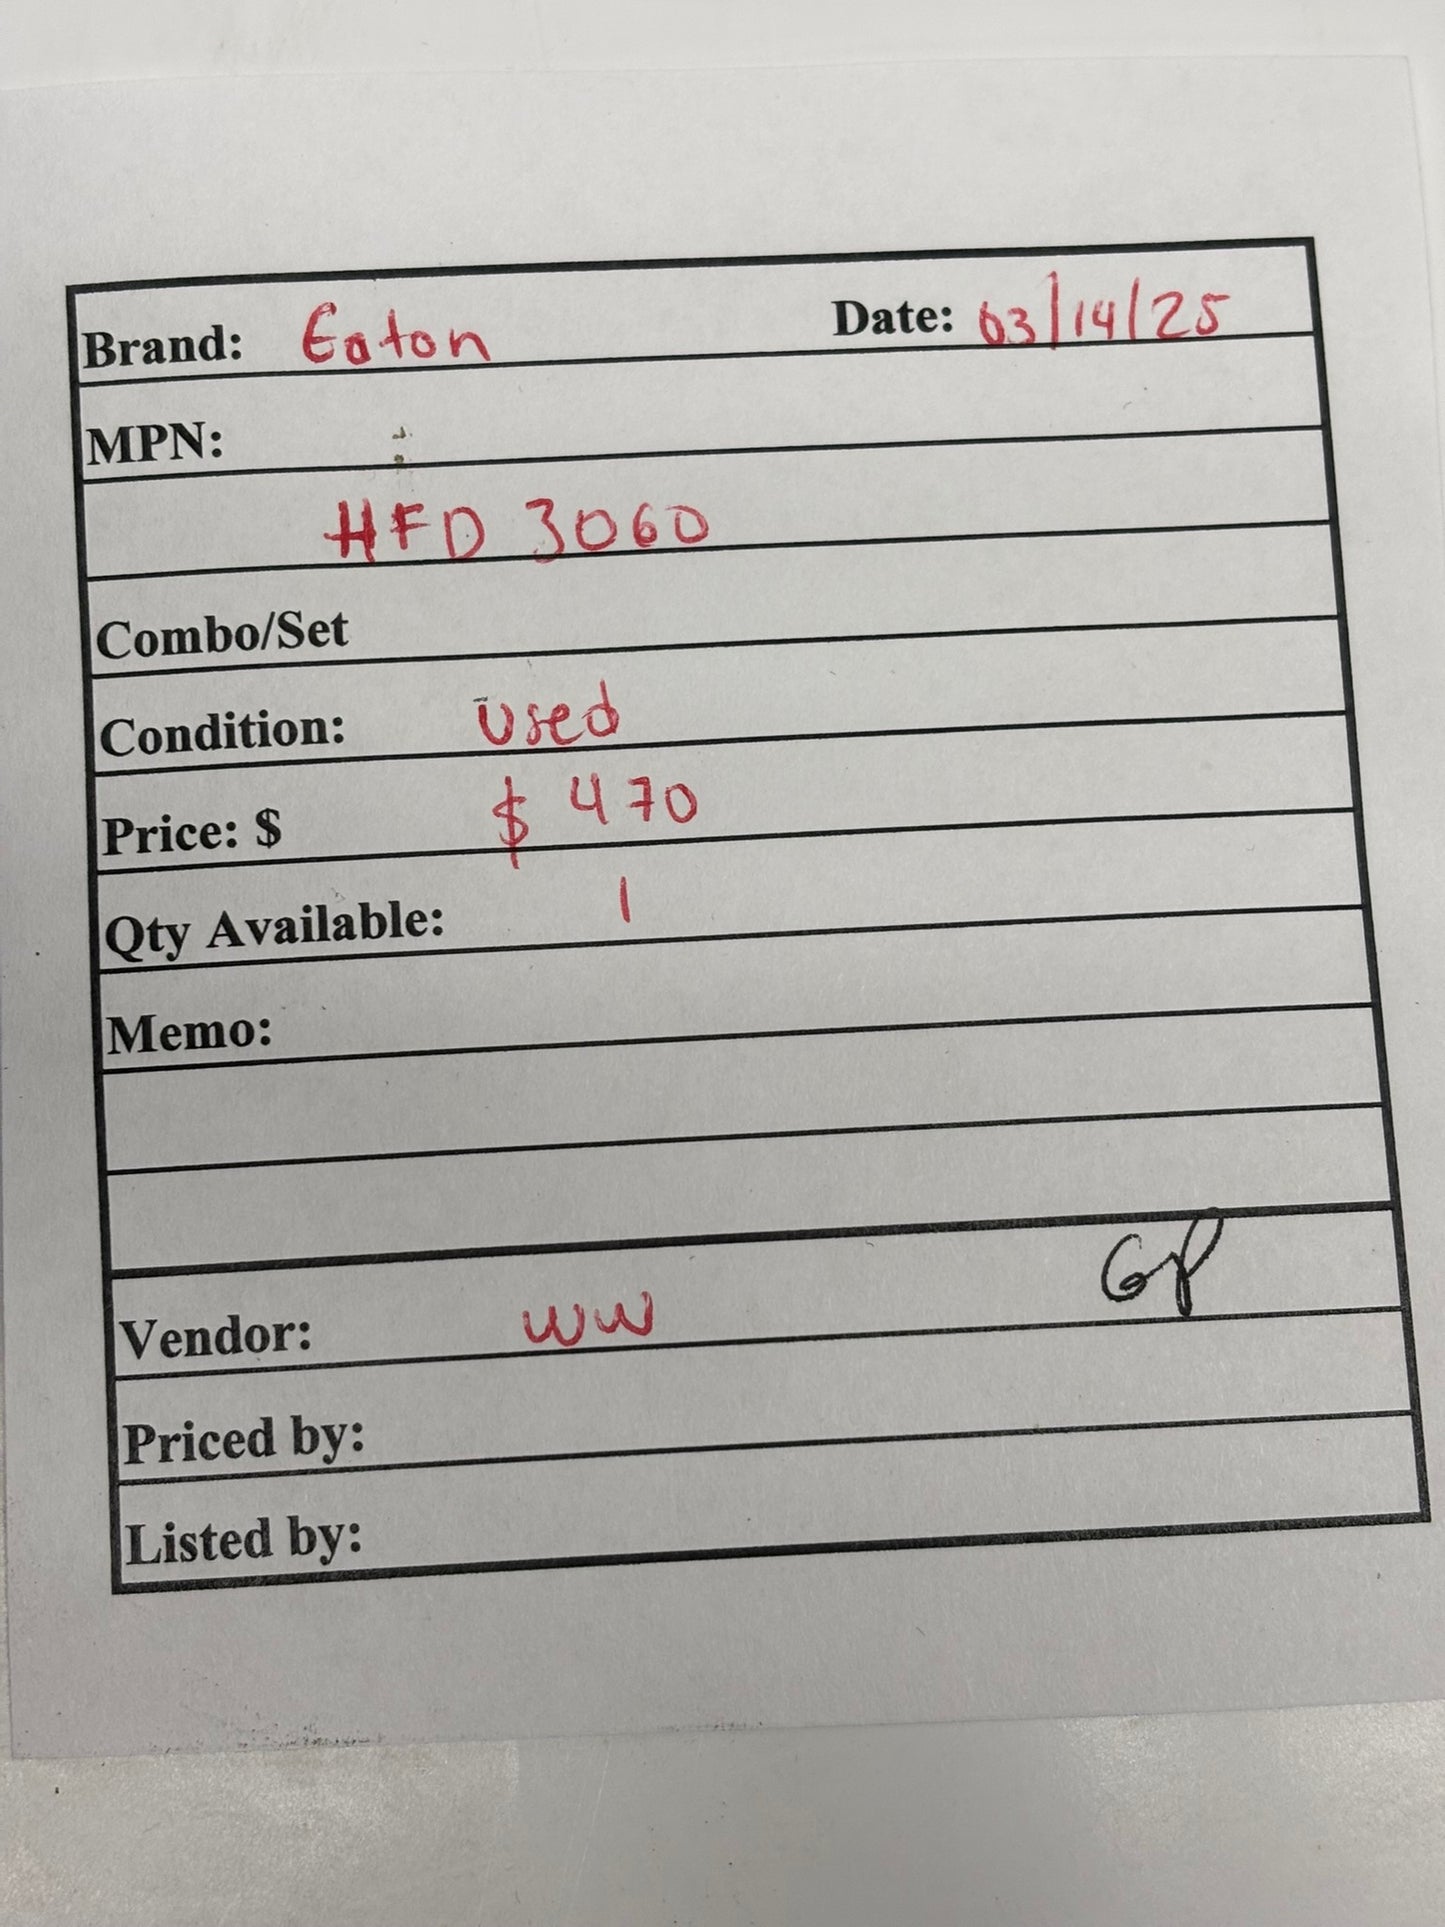 Brand: Eaton Date: 03/14/25
MPN:
HFD 3060
Combo/Set
Condition: Used
Price: $ $ 470
Qty Available: 1
Memo:
GP
Vendor: WW
Priced by:
Listed by: